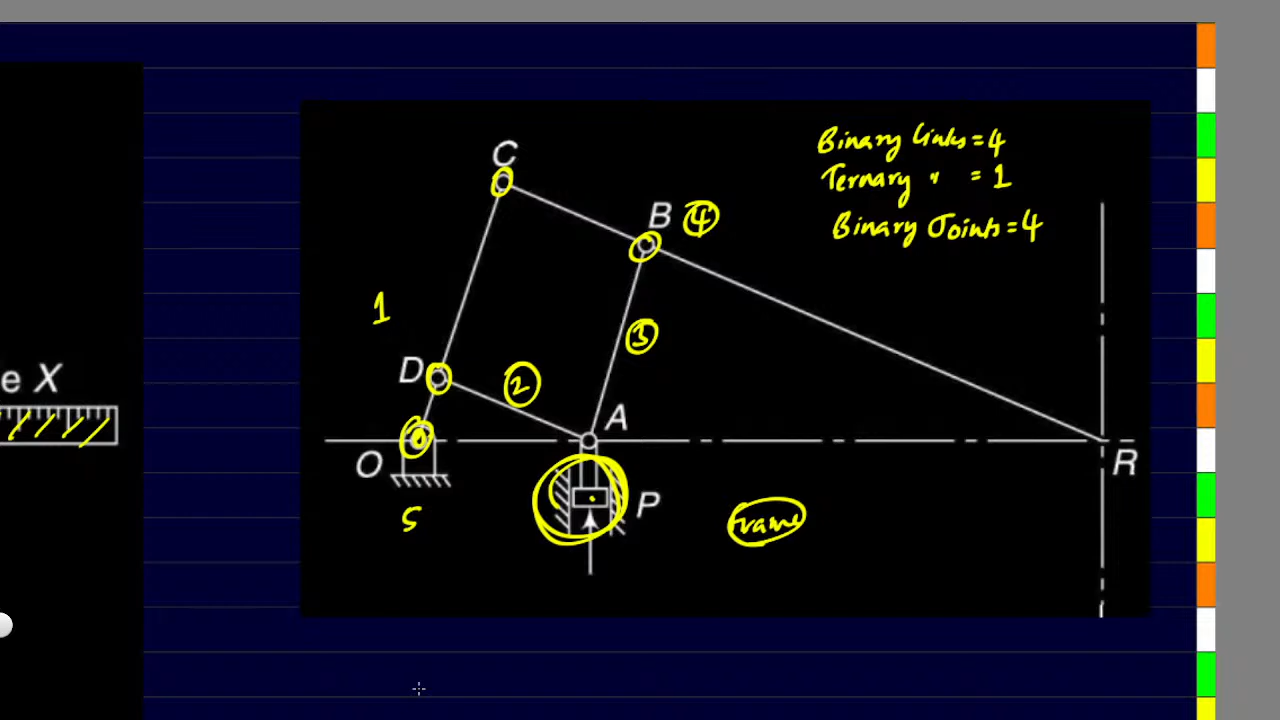 Binary Links = 4
Ternary " = 1
Binary Joints = 4
C
B 4
1
3
D 2
e X
A
O
R
P
5
Frame